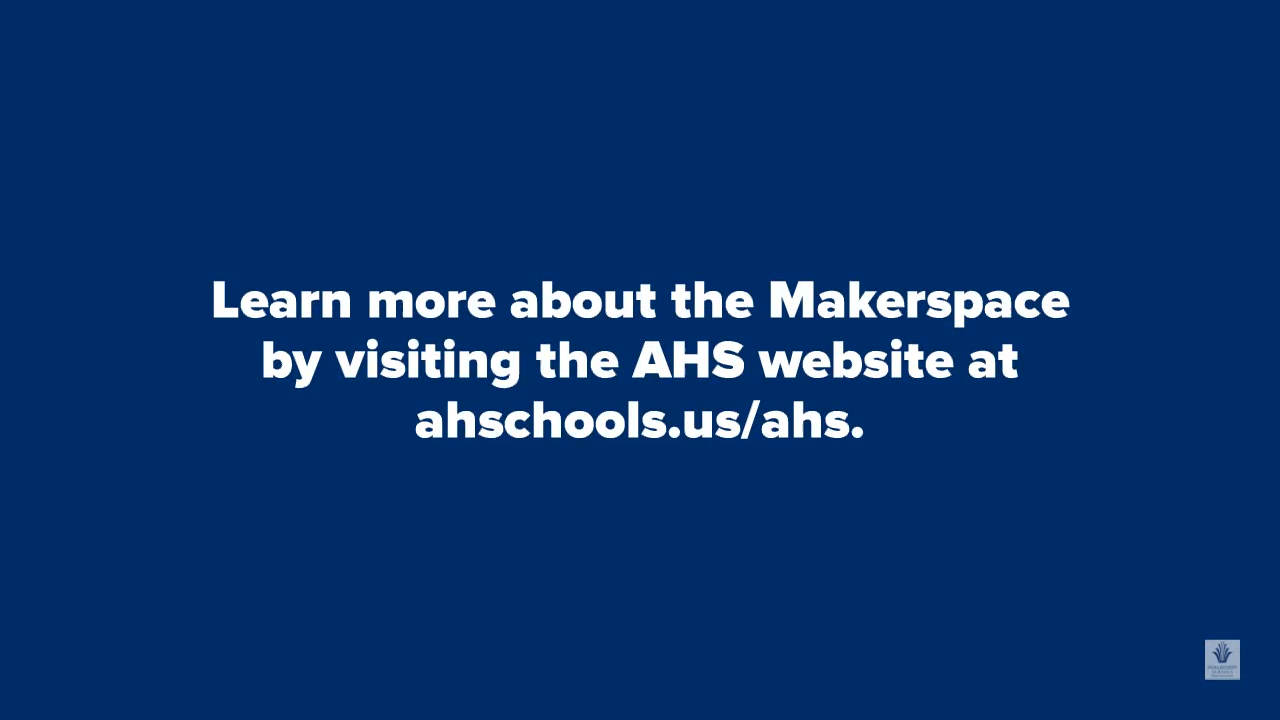 Learn more about the Makerspace
by visiting the AHS website at
ahschools.us/ahs.